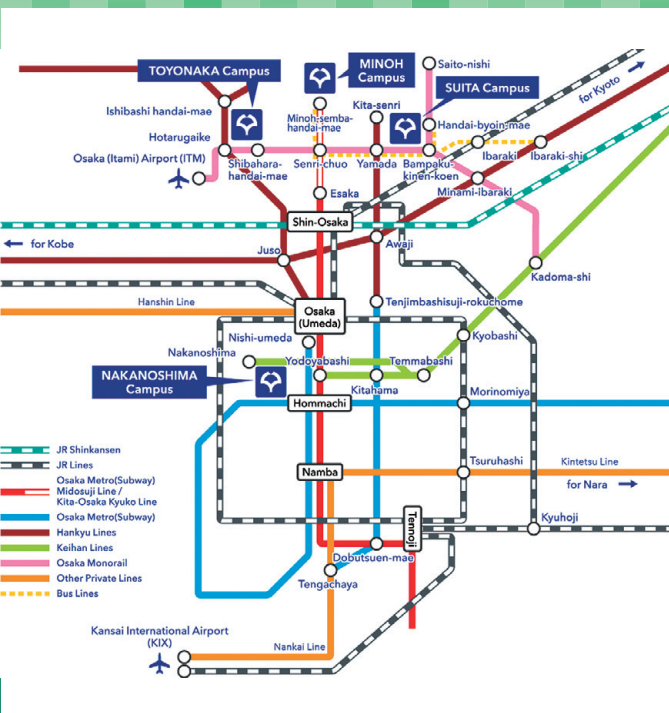 TOYONAKA Campus
MINOH
Campus
Saito-nishi
SUITA Campus
for Kyoto
Ishibashi handai-mae
Minoh-semba-
handai-mae
Kita-senri
Handai-byoin-mae
Hotarugaike
Osaka (Itami) Airport (ITM)
Shibahara-
handai-mae
Senri-chuo
Yamada
Bampaku-
kinen-koen
Ibaraki
Ibaraki-shi
Minami-ibaraki
Esaka
Shin-Osaka
for Kobe
Juso
Awaji
Kadoma-shi
Hanshin Line
Osaka
(Umeda)
Tenjimbashisuji-rokuchome
Nishi-umeda
Kyobashi
Nakanoshima
Yodoyabashi
Temmabashi
NAKANOSHIMA
Campus
Kitahama
Morinomiya
Hommachi
JR Shinkansen
JR Lines
Osaka Metro(Subway)
Midosuji Line /
Kita-Osaka Kyuko Line
Osaka Metro(Subway)
Hankyu Lines
Keihan Lines
Osaka Monorail
Other Private Lines
Bus Lines
Namba
Tsuruhashi
Kintetsu Line
for Nara
Tennoji
Kyuhoji
Dobutsuen-mae
Tengachaya
Kansai International Airport
(KIX)
Nankai Line